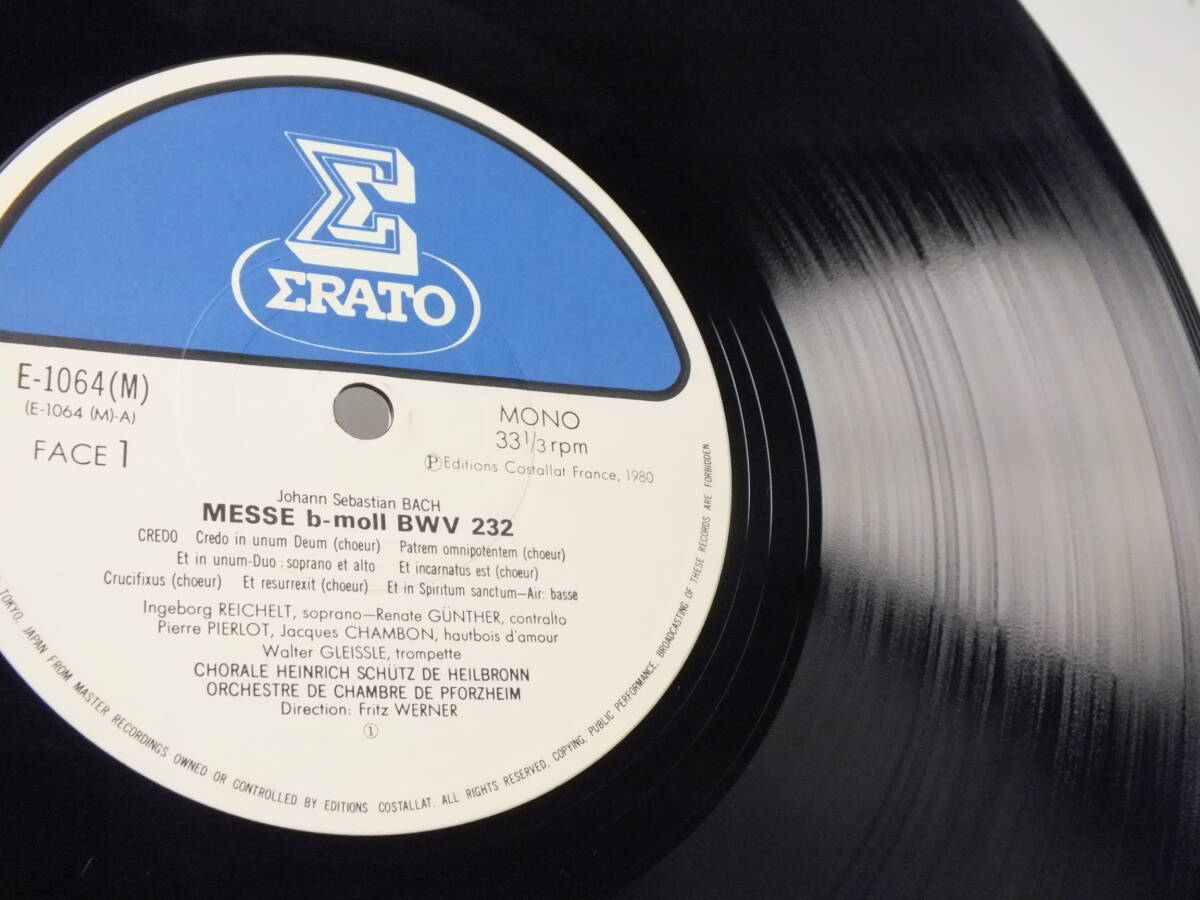 Σ
ΣRATO
E-1064(M)
(E-1064 (M)-A)
FACE 1
MONO
33 1/3 rpm
ⓅEditions Costallat France, 1980
Johann Sebastian BACH
MESSE b-moll BWV 232
CREDO Credo in unum Deum (choeur) Patrem omnipotentem (choeur)
Et in unum-Duo : soprano et alto Et incarnatus est (choeur)
Crucifixus (choeur) Et resurrexit (choeur) Et in Spiritum sanctum—Air: basse
Ingeborg REICHELT, soprano—Renate GÜNTHER, contralto
Pierre PIERLOT, Jacques CHAMBON, hautbois d'amour
Walter GLEISSLE, trompette
CHORALE HEINRICH SCHÜTZ DE HEILBRONN
ORCHESTRE DE CHAMBRE DE PFORZHEIM
Direction: Fritz WERNER
①
TOKYO, JAPAN FROM MASTER RECORDINGS OWNED OR CONTROLLED BY EDITIONS COSTALLAT. ALL RIGHTS RESERVED, COPYING, PUBLIC PERFORMANCE, BROADCASTING OF THESE RECORDS ARE FORBIDDEN.